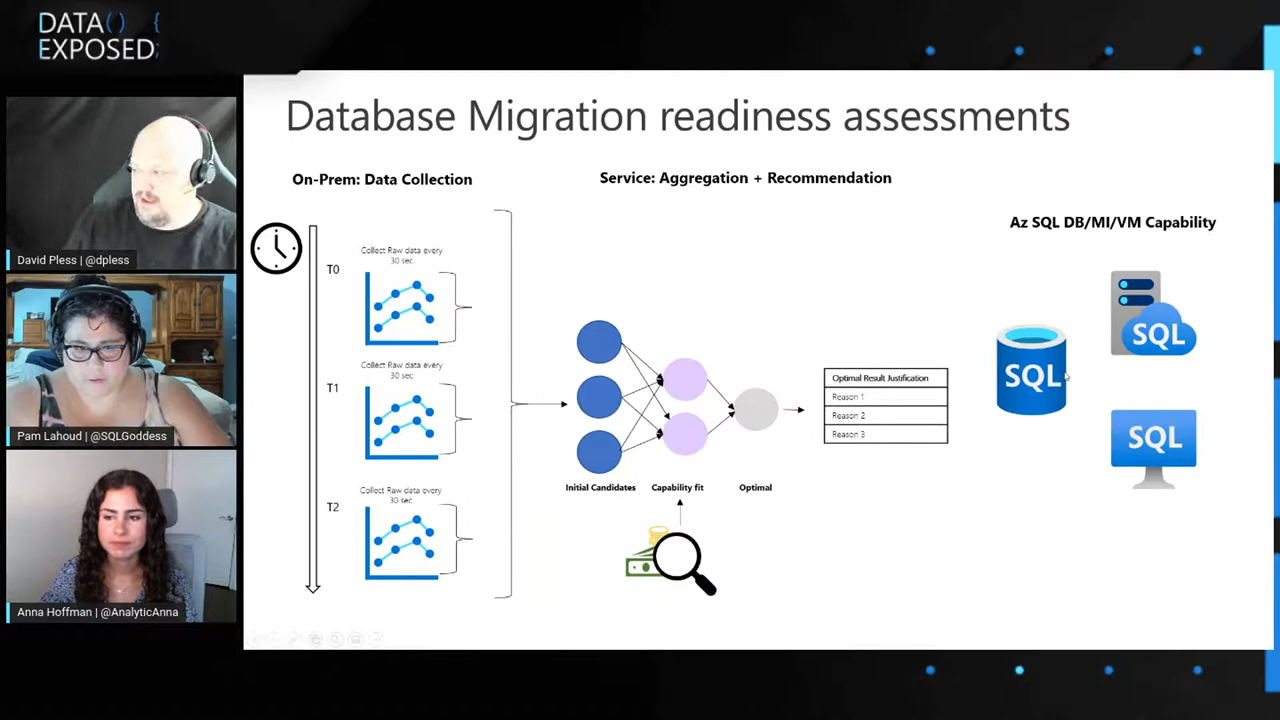 DATA() {
EXPOSED;
David Pless | @dpless
Pam Lahoud | @SQLGoddess
Anna Hoffman | @AnalyticAnna
Database Migration readiness assessments
On-Prem: Data Collection
T0
Collect Raw data every
30 sec
T1
Collect Raw data every
30 sec
T2
Collect Raw data every
30 sec
Service: Aggregation + Recommendation
Initial Candidates
Capability fit
Optimal
Optimal Result Justification
Reason 1
Reason 2
Reason 3
Az SQL DB/MI/VM Capability
SQL
SQL
SQL